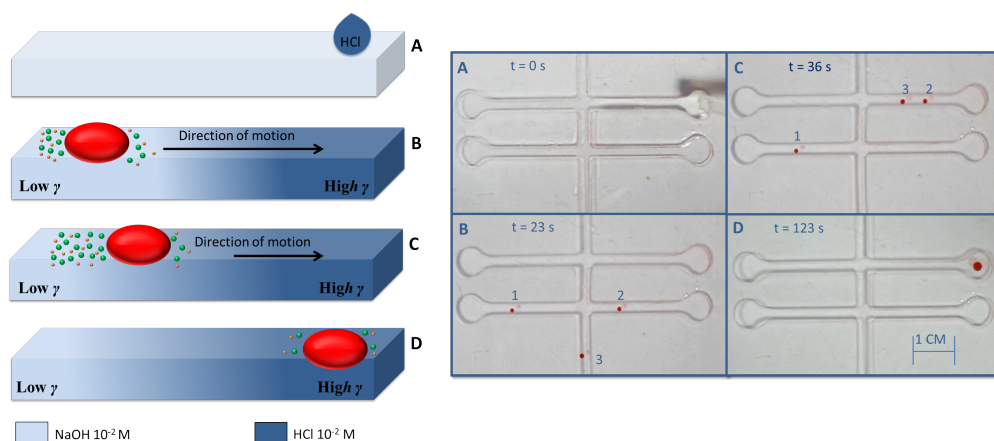 HCl
A
Direction of motion
B
Low γ
High γ
Direction of motion
C
Low γ
High γ
D
Low γ
High γ
NaOH 10⁻² M
HCl 10⁻² M
A
t = 0 s
B
t = 23 s
1
2
3
C
t = 36 s
3
2
1
D
t = 123 s
1 CM